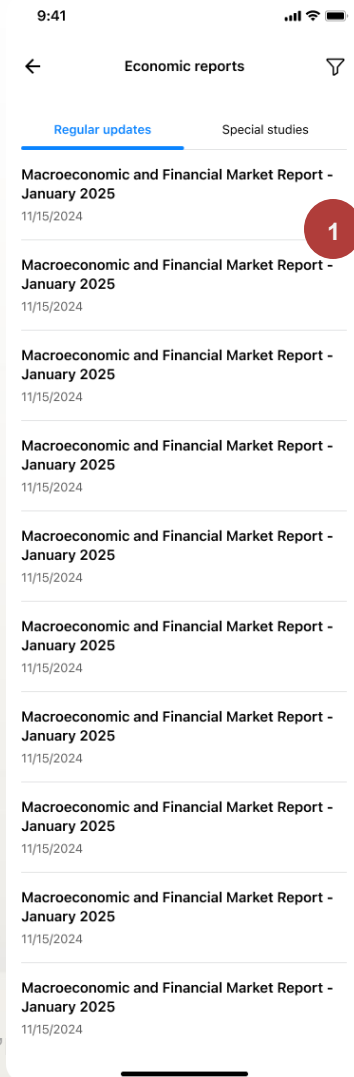 9:41
Economic reports
Regular updates
Special studies
Macroeconomic and Financial Market Report -
January 2025
11/15/2024
1
Macroeconomic and Financial Market Report -
January 2025
11/15/2024
Macroeconomic and Financial Market Report -
January 2025
11/15/2024
Macroeconomic and Financial Market Report -
January 2025
11/15/2024
Macroeconomic and Financial Market Report -
January 2025
11/15/2024
Macroeconomic and Financial Market Report -
January 2025
11/15/2024
Macroeconomic and Financial Market Report -
January 2025
11/15/2024
Macroeconomic and Financial Market Report -
January 2025
11/15/2024
Macroeconomic and Financial Market Report -
January 2025
11/15/2024
Macroeconomic and Financial Market Report -
January 2025
11/15/2024